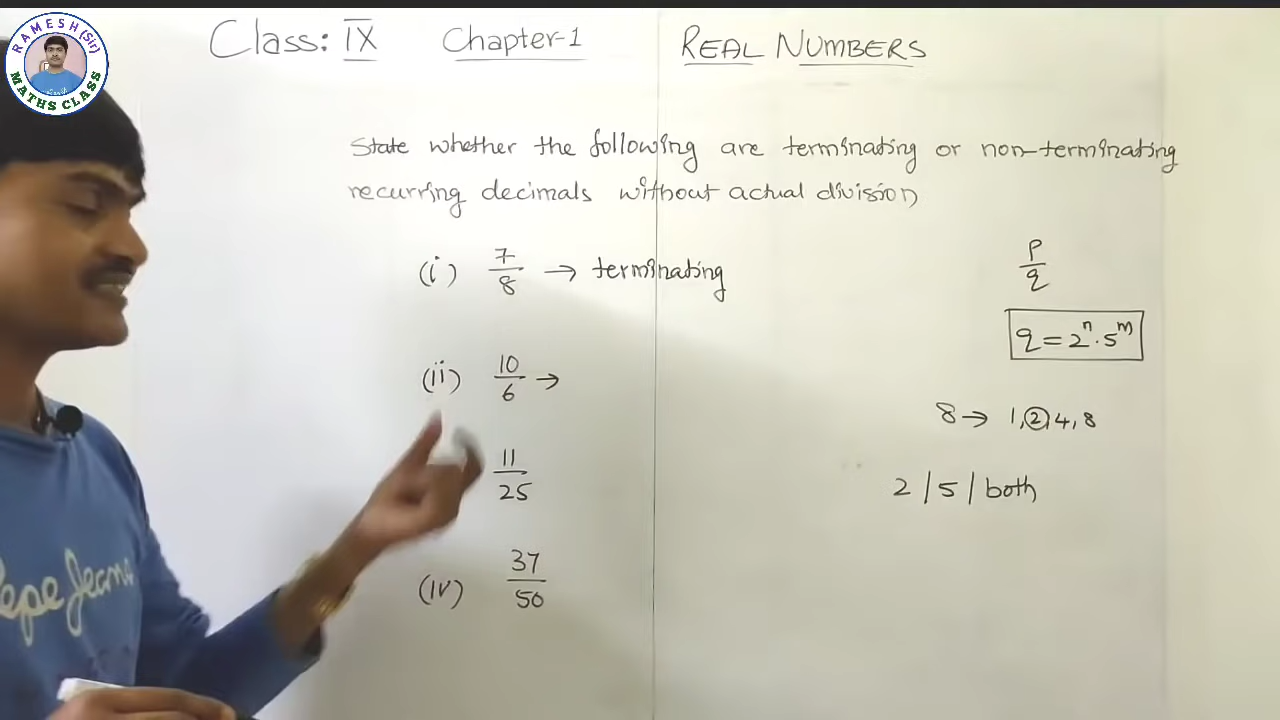 RAMESH (Sir)
MATHS CLASS
Class: IX Chapter-1 REAL NUMBERS
State whether the following are terminating or non-terminating
recurring decimals without actual division
(i) 7/8 → terminating
p/q
q = 2^n · 5^m
(ii) 10/6 →
8 → 1, 2, 4, 8
11/25
2 / 5 / both
(iv) 37/50
Pepe Jeans